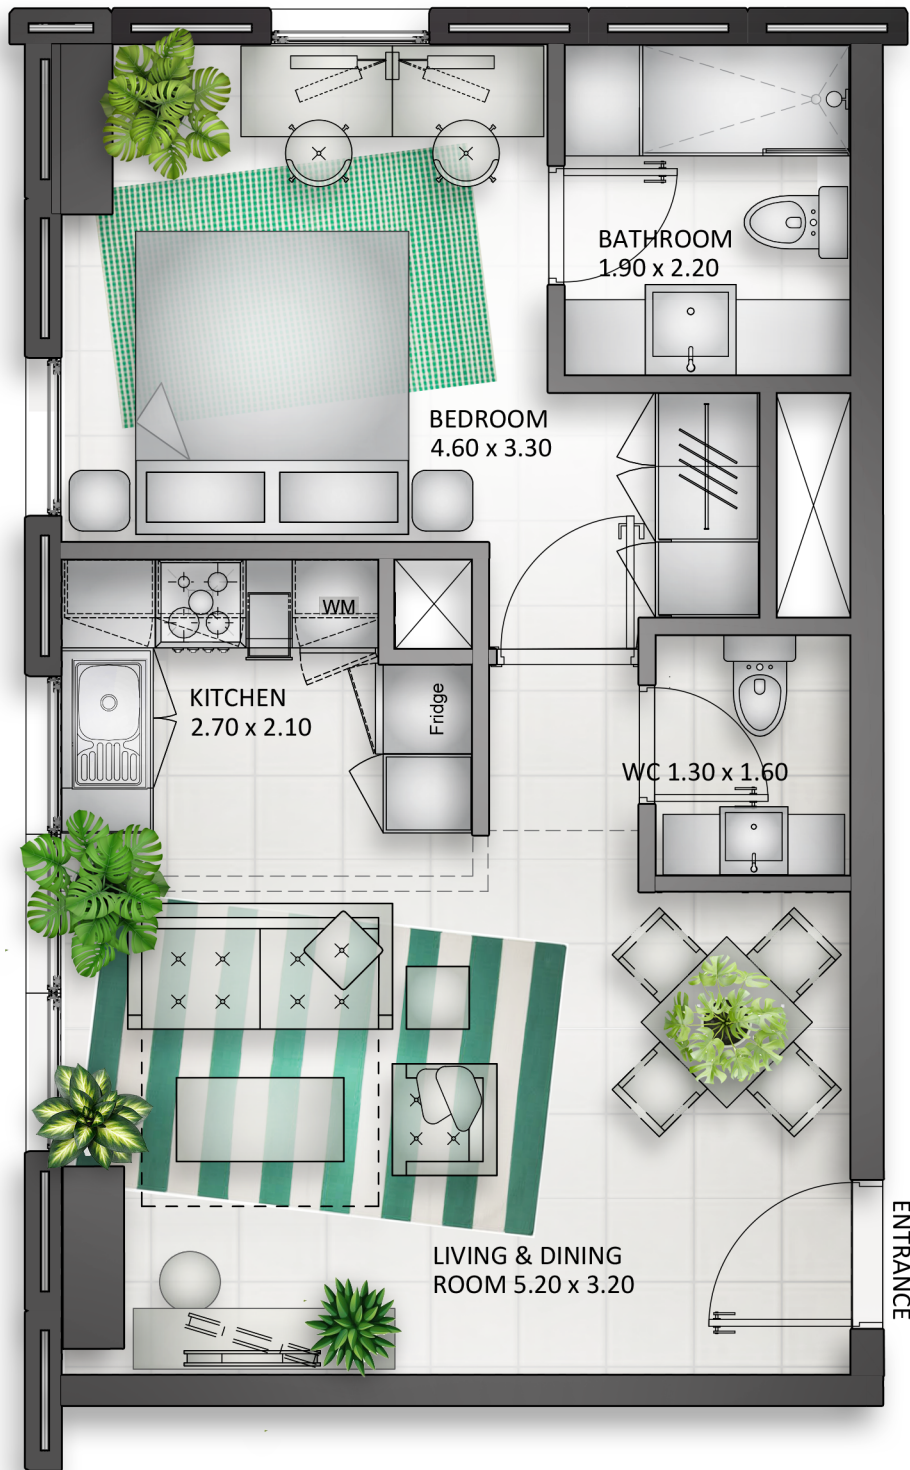 BATHROOM
1.90 x 2.20
BEDROOM
4.60 x 3.30
WM
KITCHEN
2.70 x 2.10
Fridge
WC 1.30 x 1.60
ENTRANCE
LIVING & DINING
ROOM 5.20 x 3.20